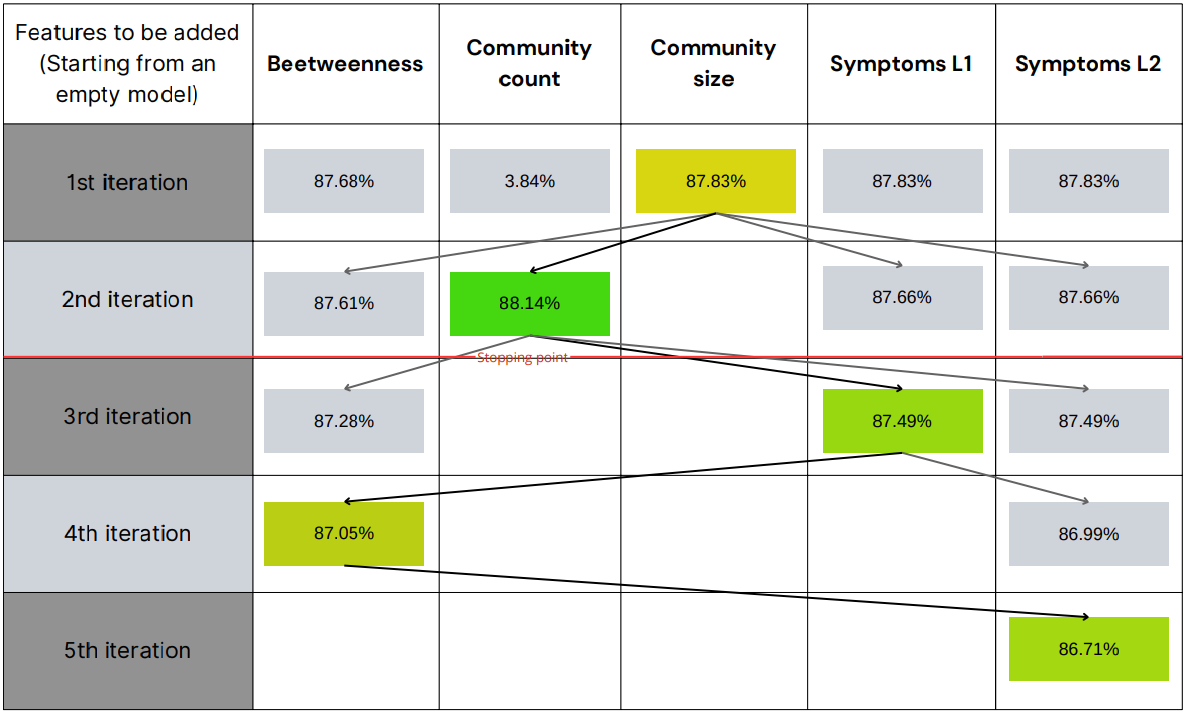 Features to be added
(Starting from an
empty model)
Beetweenness
Community
count
Community
size
Symptoms L1
Symptoms L2
1st iteration
87.68%
3.84%
87.83%
87.83%
87.83%
2nd iteration
87.61%
88.14%
87.66%
87.66%
Stopping point
3rd iteration
87.28%
87.49%
87.49%
4th iteration
87.05%
86.99%
5th iteration
86.71%